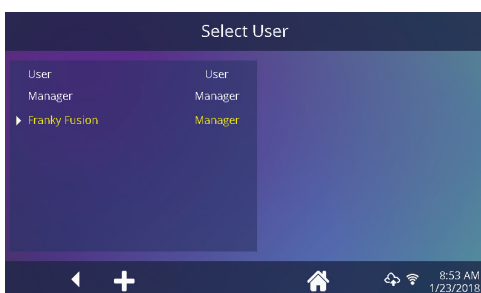 Select User
User User
Manager Manager
Franky Fusion Manager
8:53 AM
1/23/2018